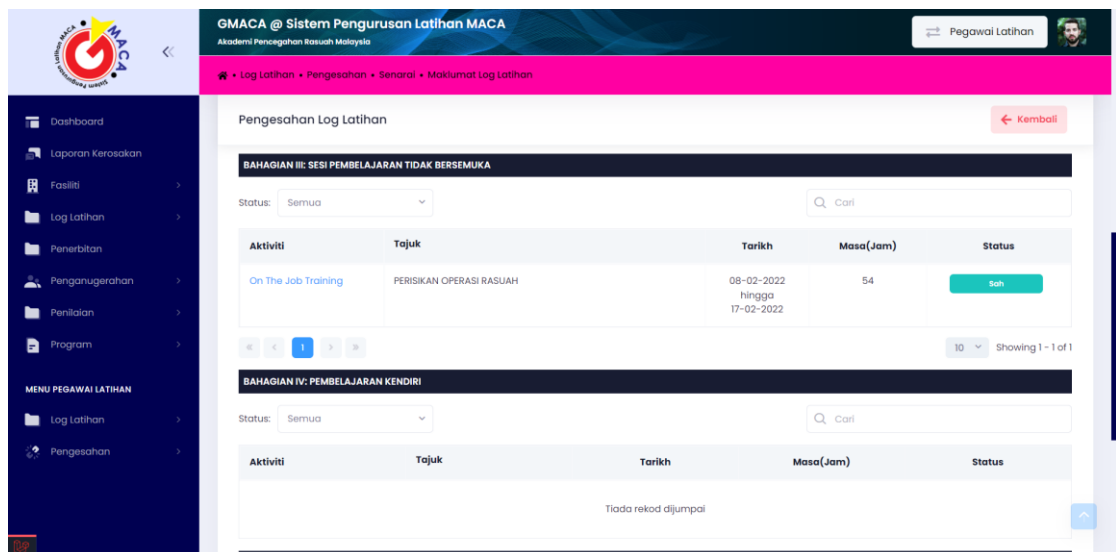 Sistem Pengurusan Latihan MACA
G
GMACA @ Sistem Pengurusan Latihan MACA
Akademi Pencegahan Rasuah Malaysia
Pegawai Latihan
• Log Latihan • Pengesahan • Senarai • Maklumat Log Latihan
Dashboard
Laporan Kerosakan
Fasiliti
Log Latihan
Penerbitan
Penganugerahan
Penilaian
Program
MENU PEGAWAI LATIHAN
Log Latihan
Pengesahan
Pengesahan Log Latihan
Kembali
BAHAGIAN III: SESI PEMBELAJARAN TIDAK BERSEMUKA
Status: Semua
Cari
Aktiviti Tajuk Tarikh Masa(Jam) Status
On The Job Training PERISIKAN OPERASI RASUAH 08-02-2022 54 Sah
hingga
17-02-2022
« < 1 > » 10 Showing 1 - 1 of 1
BAHAGIAN IV: PEMBELAJARAN KENDIRI
Status: Semua
Cari
Aktiviti Tajuk Tarikh Masa(Jam) Status
Tiada rekod dijumpai